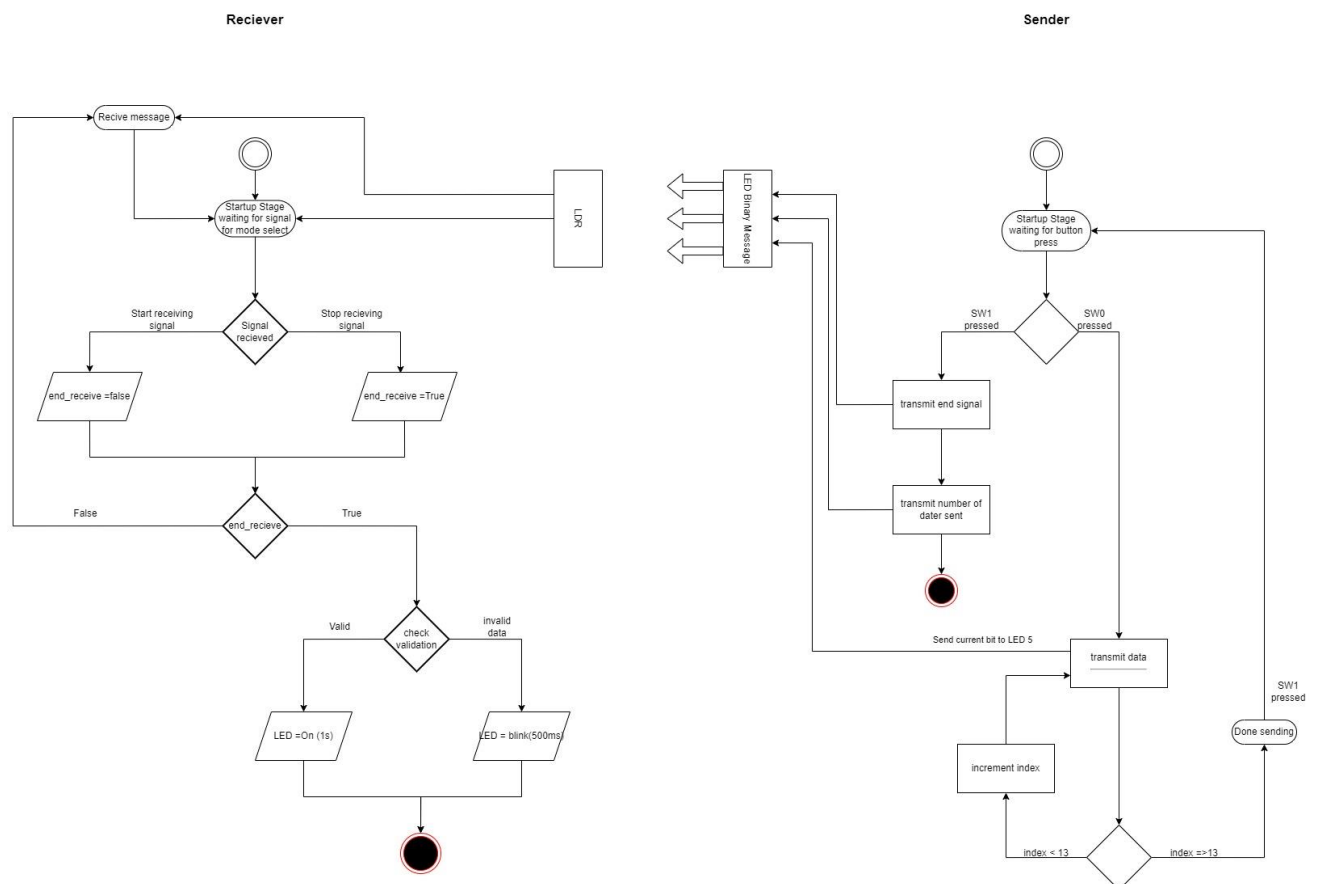 Reciever
Sender
Recive message
Startup Stage
waiting for signal
for mode select
LDR
LED Binary Message
Startup Stage
waiting for button
press
Start receiving
signal
Signal
recieved
Stop recieving
signal
SW1
pressed
SW0
pressed
end_receive =false
end_receive =True
transmit end signal
transmit number of
dater sent
False
end_recieve
True
Valid
check
validation
invalid
data
Send current bit to LED 5
transmit data
SW1
pressed
LED =On (1s)
LED = blink(500ms)
Done sending
increment index
index < 13
index =>13